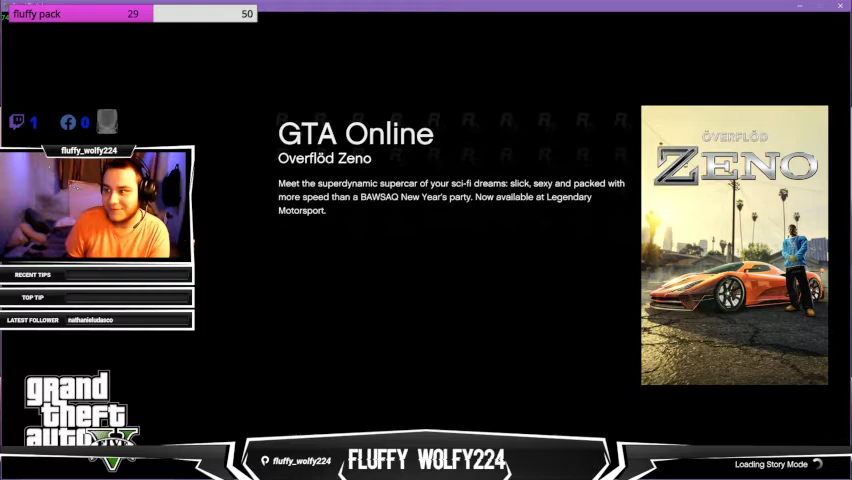 fluffy pack 29 50
1 0
fluffy_wolfy224
RECENT TIPS
TOP TIP
LATEST FOLLOWER nathanieludasco
GTA Online
Overflöd Zeno
Meet the superdynamic supercar of your sci-fi dreams: slick, sexy and packed with
more speed than a BAWSAQ New Year's party. Now available at Legendary
Motorsport.
ÖVERFLÖD
ZENO
grand
theft
auto
FIVE
fluffy_wolfy224
FLUFFY WOLFY224
Loading Story Mode